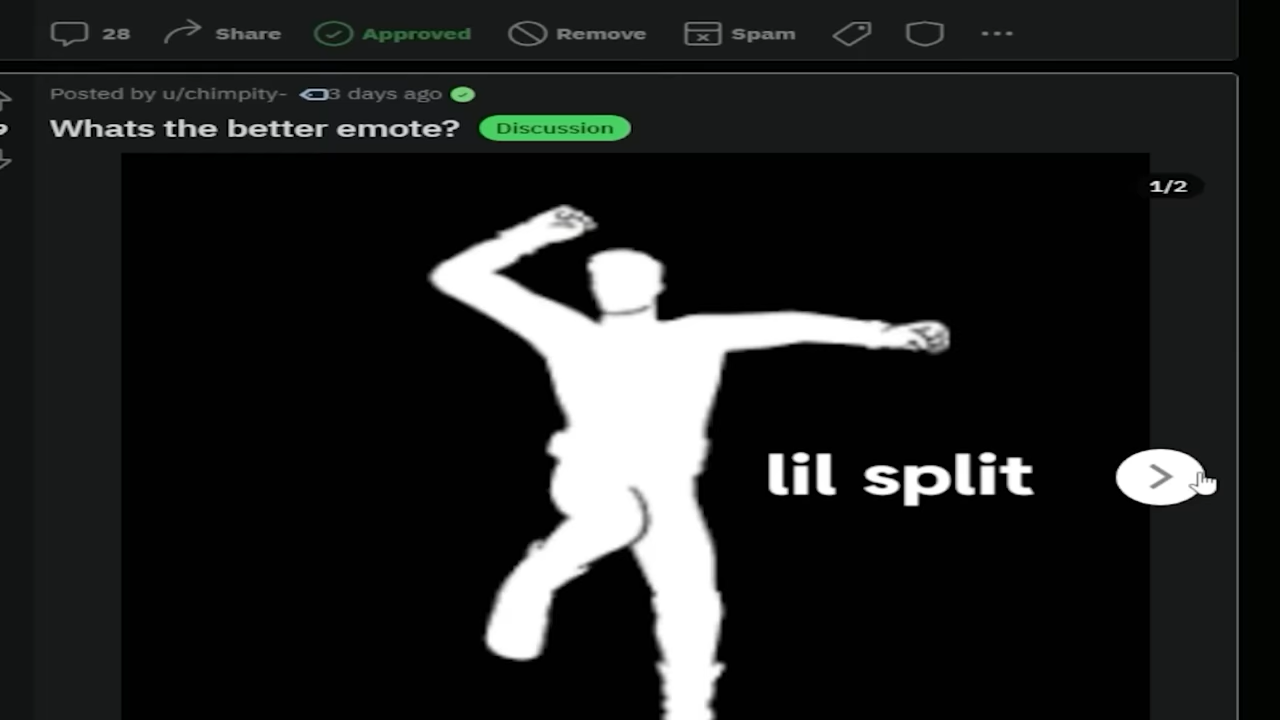 28 Share Approved Remove Spam
Posted by u/chimpity- 3 days ago
Whats the better emote? Discussion
1/2
lil split